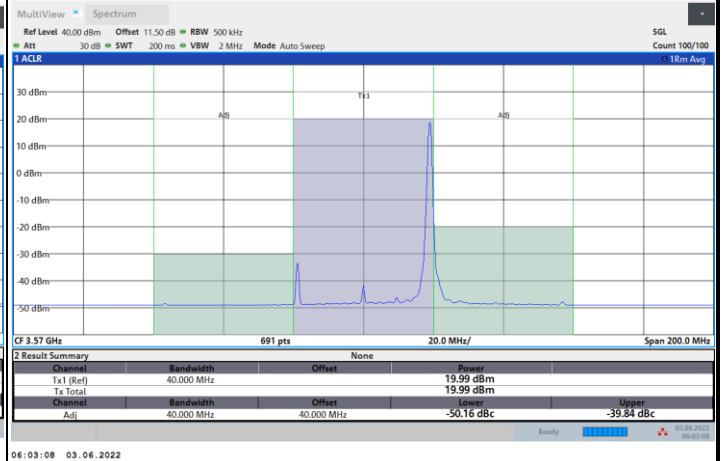 MultiView Spectrum
Ref Level 40.00 dBm Offset 11.50 dB RBW 500 kHz SGL
Att 30 dB SWT 200 ms VBW 2 MHz Mode Auto Sweep Count 100/100
1 ACLR 1Rm Avg
30 dBm
Tx1
20 dBm
Adj Adj
10 dBm
0 dBm
-10 dBm
-20 dBm
-30 dBm
-40 dBm
-50 dBm
CF 3.57 GHz 691 pts 20.0 MHz/ Span 200.0 MHz
2 Result Summary None
Channel Bandwidth Offset Power
Tx1 (Ref) 40.000 MHz 19.99 dBm
Tx Total 19.99 dBm
Channel Bandwidth Offset Lower Upper
Adj 40.000 MHz 40.000 MHz -50.16 dBc -39.84 dBc
Ready 03.06.2022
06:03:08
06:03:08 03.06.2022